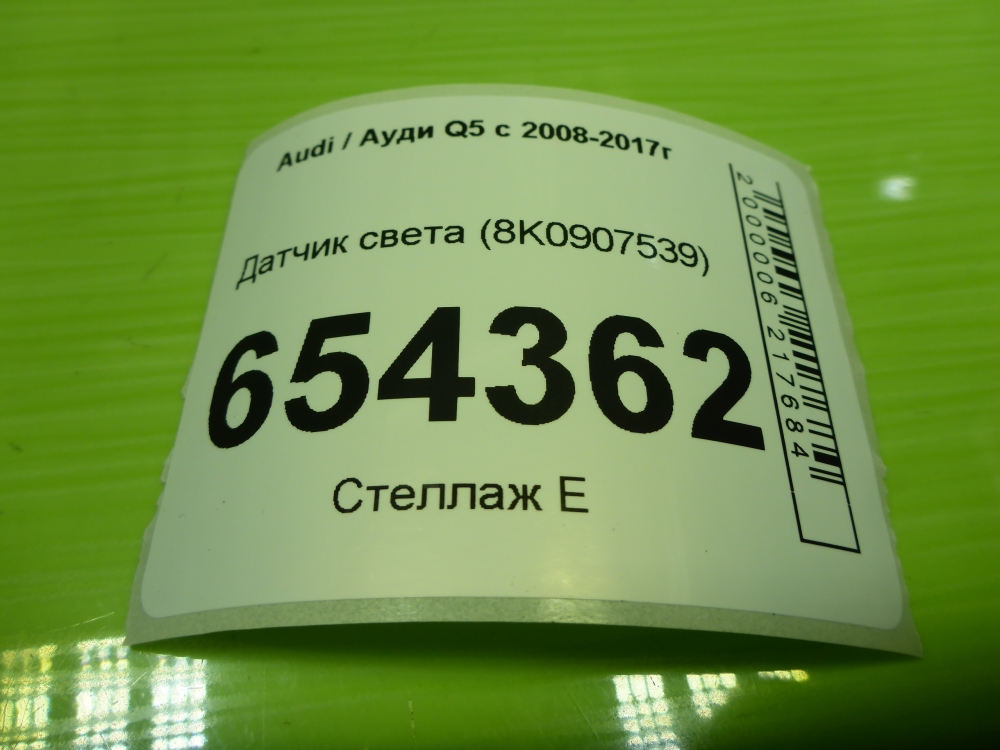 Audi / Ауди Q5 с 2008-2017г
Датчик света (8K0907539)
654362
Стеллаж Е
2000006217684